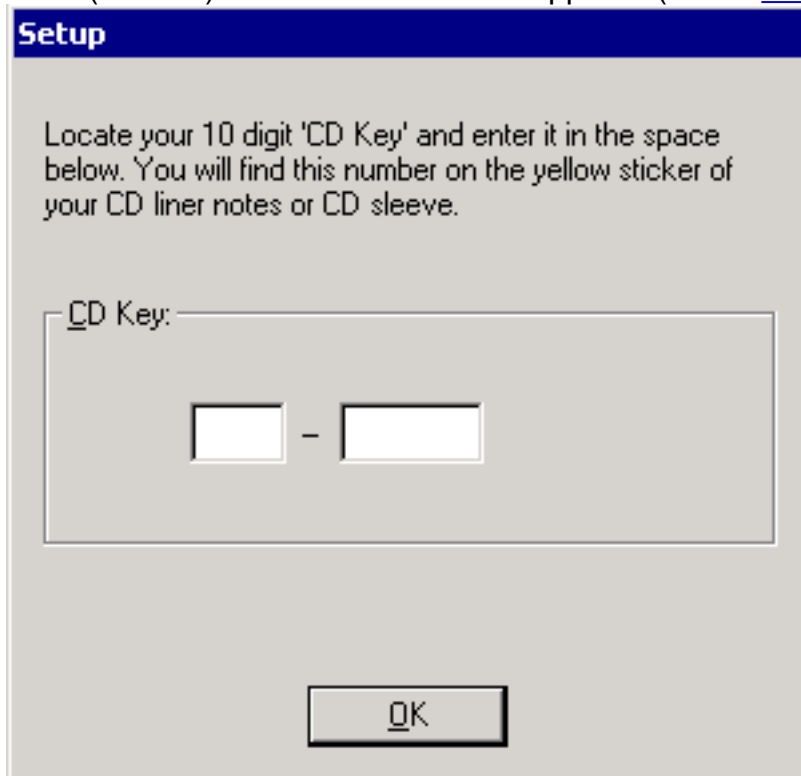 Setup
Locate your 10 digit 'CD Key' and enter it in the space
below. You will find this number on the yellow sticker of
your CD liner notes or CD sleeve.
CD Key:
–
OK